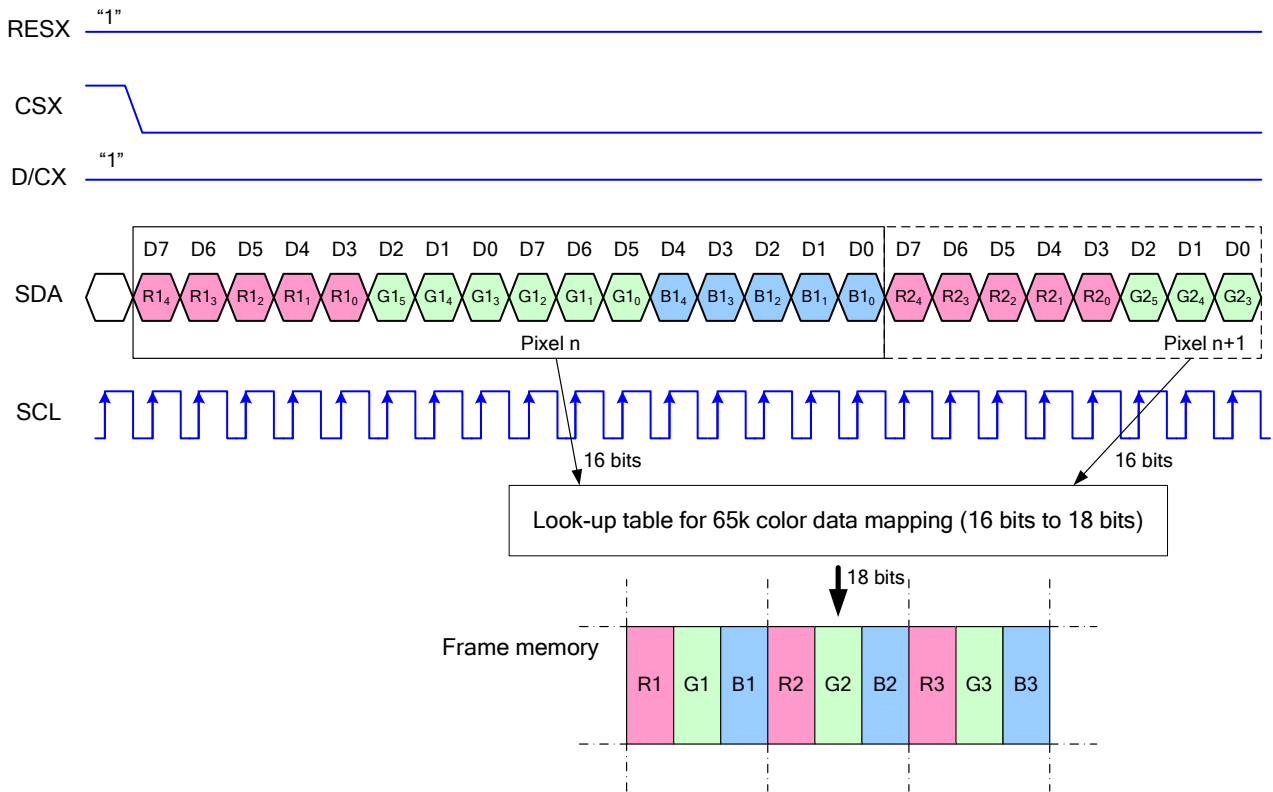 RESX “1”
CSX
D/CX “1”
D7 D6 D5 D4 D3 D2 D1 D0 D7 D6 D5 D4 D3 D2 D1 D0 D7 D6 D5 D4 D3 D2 D1 D0
SDA R1₄ R1₃ R1₂ R1₁ R1₀ G1₅ G1₄ G1₃ G1₂ G1₁ G1₀ B1₄ B1₃ B1₂ B1₁ B1₀ R2₄ R2₃ R2₂ R2₁ R2₀ G2₅ G2₄ G2₃
Pixel n Pixel n+1
SCL
16 bits 16 bits
Look-up table for 65k color data mapping (16 bits to 18 bits)
18 bits
Frame memory
R1 G1 B1 R2 G2 B2 R3 G3 B3